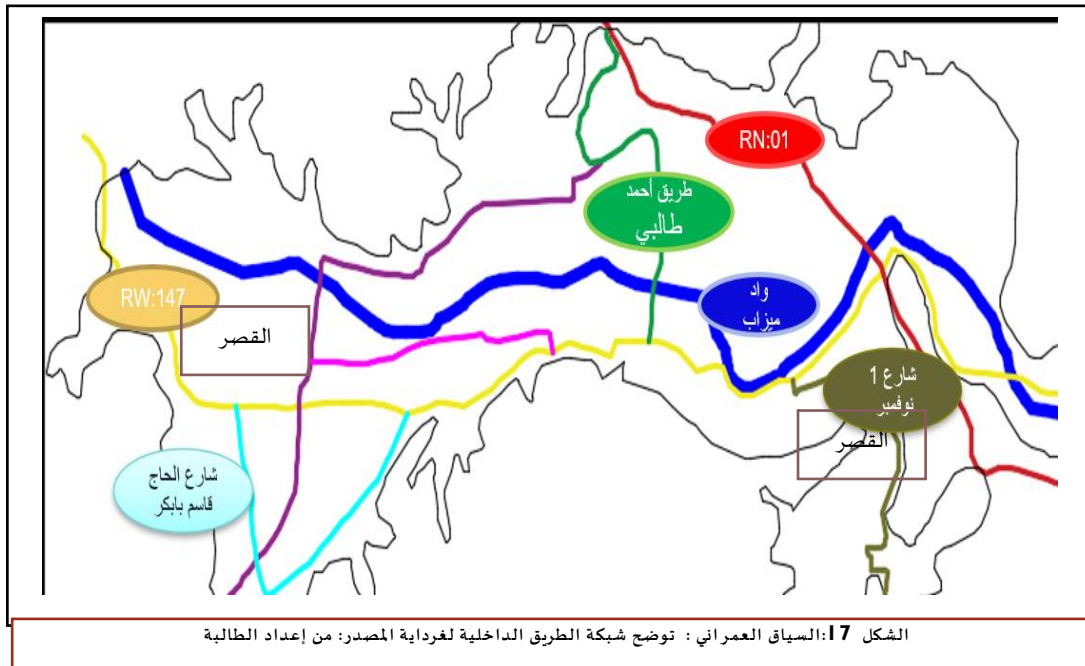 RN:01
طريق أحمد
طالبي
واد
ميزاب
RW:147
القصر
شارع 1
نوفمبر
القصر
شارع الحاج
قاسم بابكر
الشكل 17:السياق العمراني : توضح شبكة الطريق الداخلية لغرداية المصدر: من إعداد الطالبة